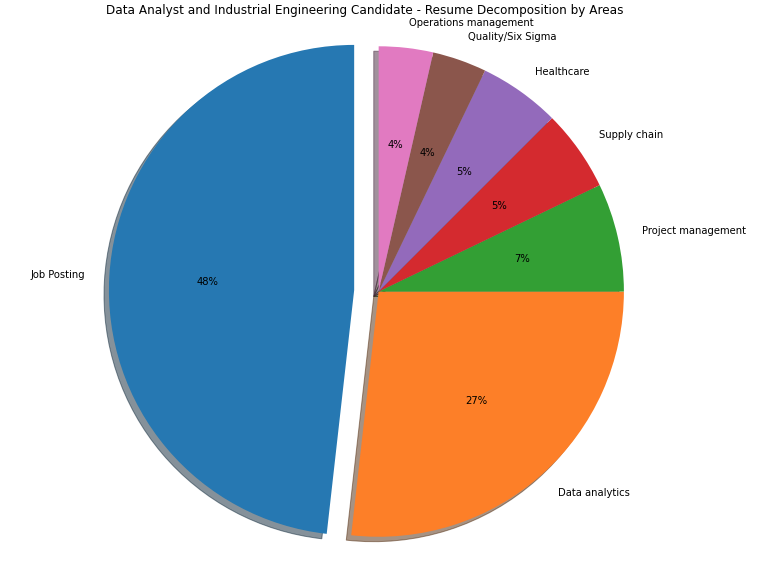 Data Analyst and Industrial Engineering Candidate - Resume Decomposition by Areas
Operations management
Quality/Six Sigma
Healthcare
Supply chain
Project management
Job Posting
Data analytics
4%
4%
5%
5%
7%
48%
27%